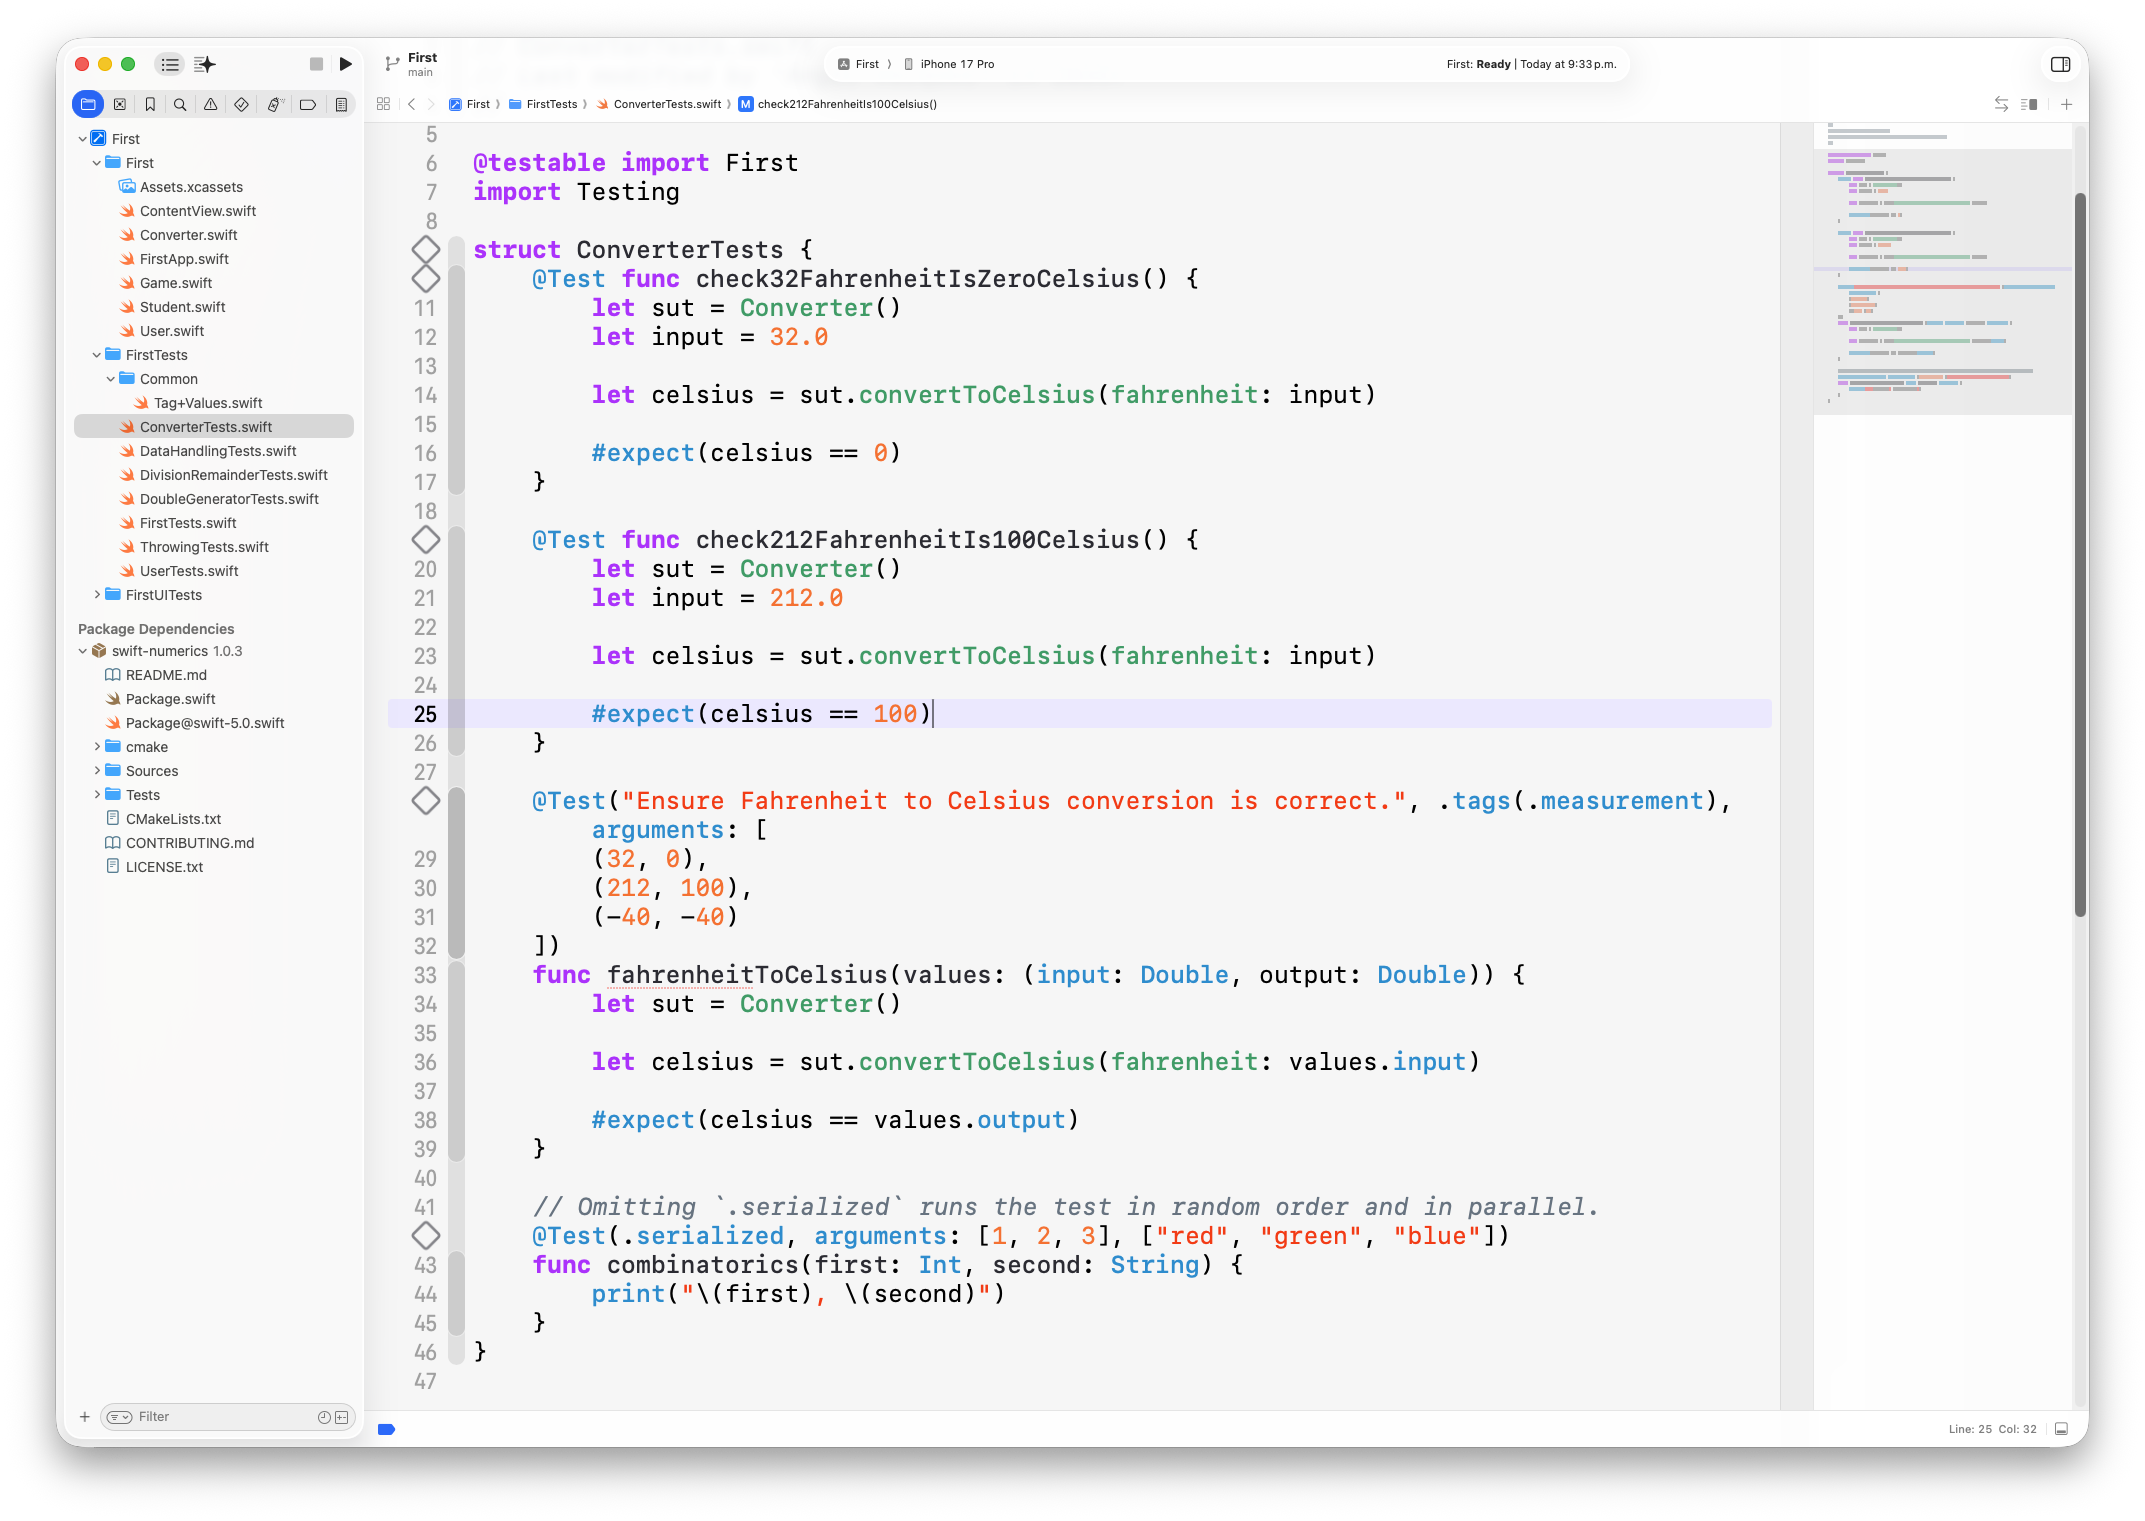 First
main
First
iPhone 17 Pro
First: Ready | Today at 9:33 p.m.
First
FirstTests
ConverterTests.swift
M check212FahrenheitIs100Celsius()
First
First
Assets.xcassets
ContentView.swift
Converter.swift
FirstApp.swift
Game.swift
Student.swift
User.swift
FirstTests
Common
Tag+Values.swift
ConverterTests.swift
DataHandlingTests.swift
DivisionRemainderTests.swift
DoubleGeneratorTests.swift
FirstTests.swift
ThrowingTests.swift
UserTests.swift
FirstUITests
Package Dependencies
swift-numerics 1.0.3
README.md
Package.swift
Package@swift-5.0.swift
cmake
Sources
Tests
CMakeLists.txt
CONTRIBUTING.md
LICENSE.txt
Filter
5
6 @testable import First
7 import Testing
8
struct ConverterTests {
    @Test func check32FahrenheitIsZeroCelsius() {
11         let sut = Converter()
12         let input = 32.0
13
14         let celsius = sut.convertToCelsius(fahrenheit: input)
15
16         #expect(celsius == 0)
17     }
18
    @Test func check212FahrenheitIs100Celsius() {
20         let sut = Converter()
21         let input = 212.0
22
23         let celsius = sut.convertToCelsius(fahrenheit: input)
24
25         #expect(celsius == 100)
26     }
27
    @Test("Ensure Fahrenheit to Celsius conversion is correct.", .tags(.measurement),
        arguments: [
29         (32, 0),
30         (212, 100),
31         (-40, -40)
32     ])
33     func fahrenheitToCelsius(values: (input: Double, output: Double)) {
34         let sut = Converter()
35
36         let celsius = sut.convertToCelsius(fahrenheit: values.input)
37
38         #expect(celsius == values.output)
39     }
40
41     // Omitting `.serialized` runs the test in random order and in parallel.
    @Test(.serialized, arguments: [1, 2, 3], ["red", "green", "blue"])
43     func combinatorics(first: Int, second: String) {
44         print("\(first), \(second)")
45     }
46 }
47
Line: 25 Col: 32